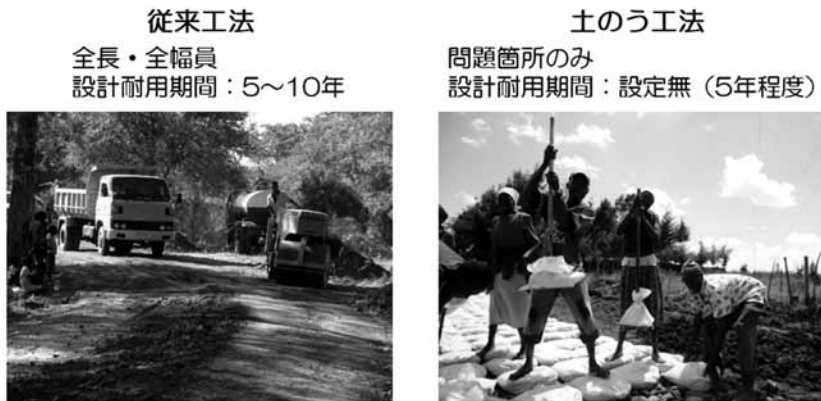 従来工法
全長・全幅員
設計耐用期間：5～10年
土のう工法
問題箇所のみ
設計耐用期間：設定無（5年程度）